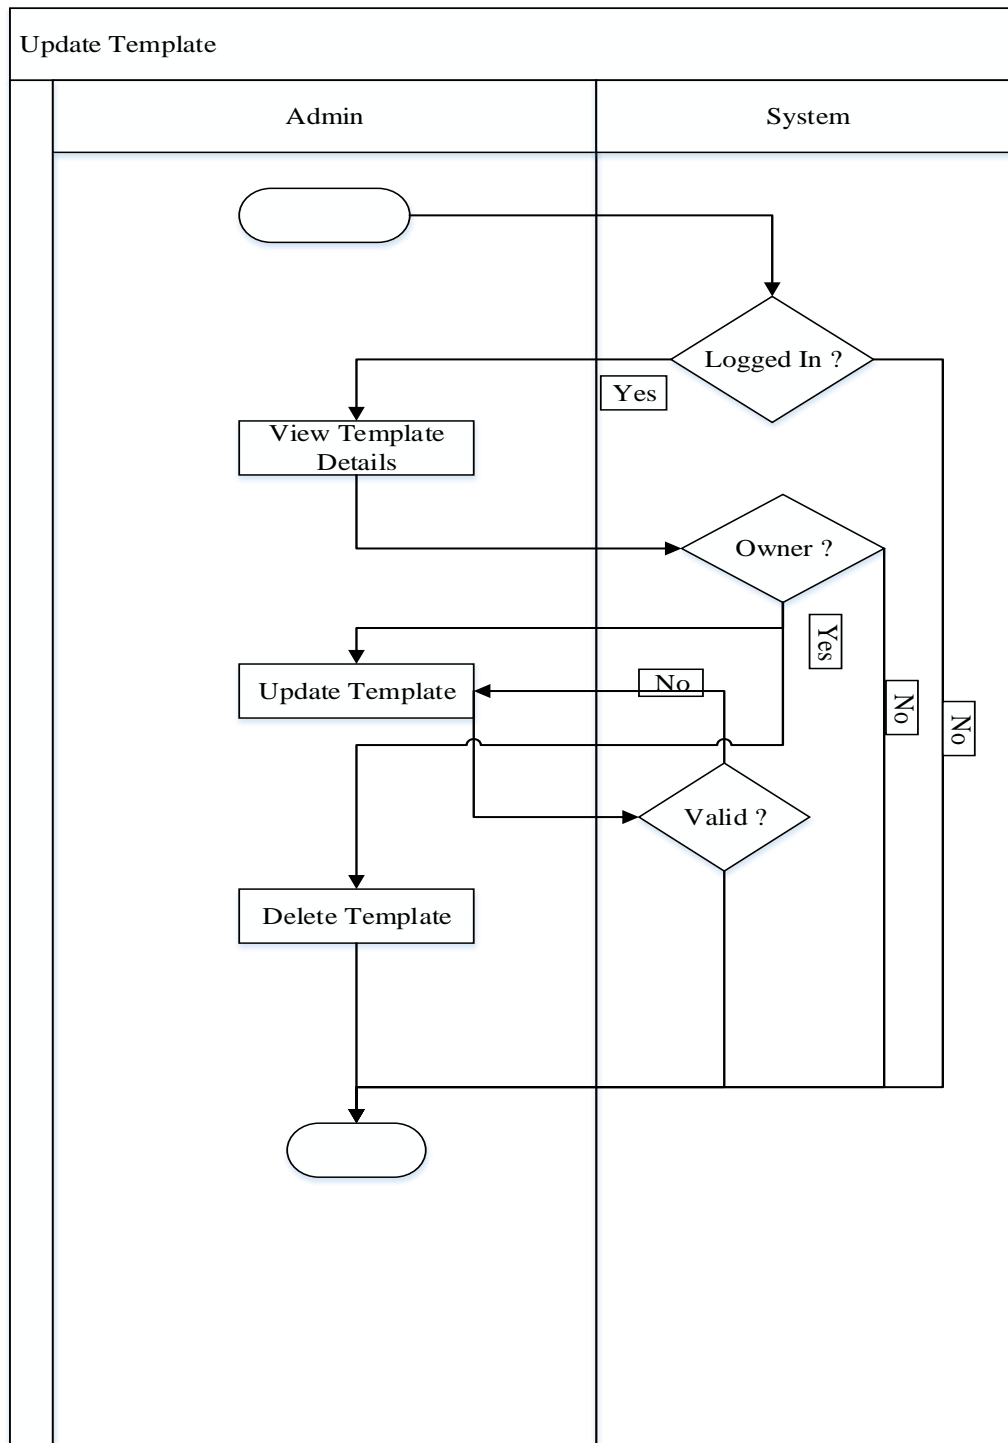 Update Template
Admin
System
Logged In ?
Yes
View Template
Details
Owner ?
Yes
Update Template
No
No
No
Valid ?
Delete Template